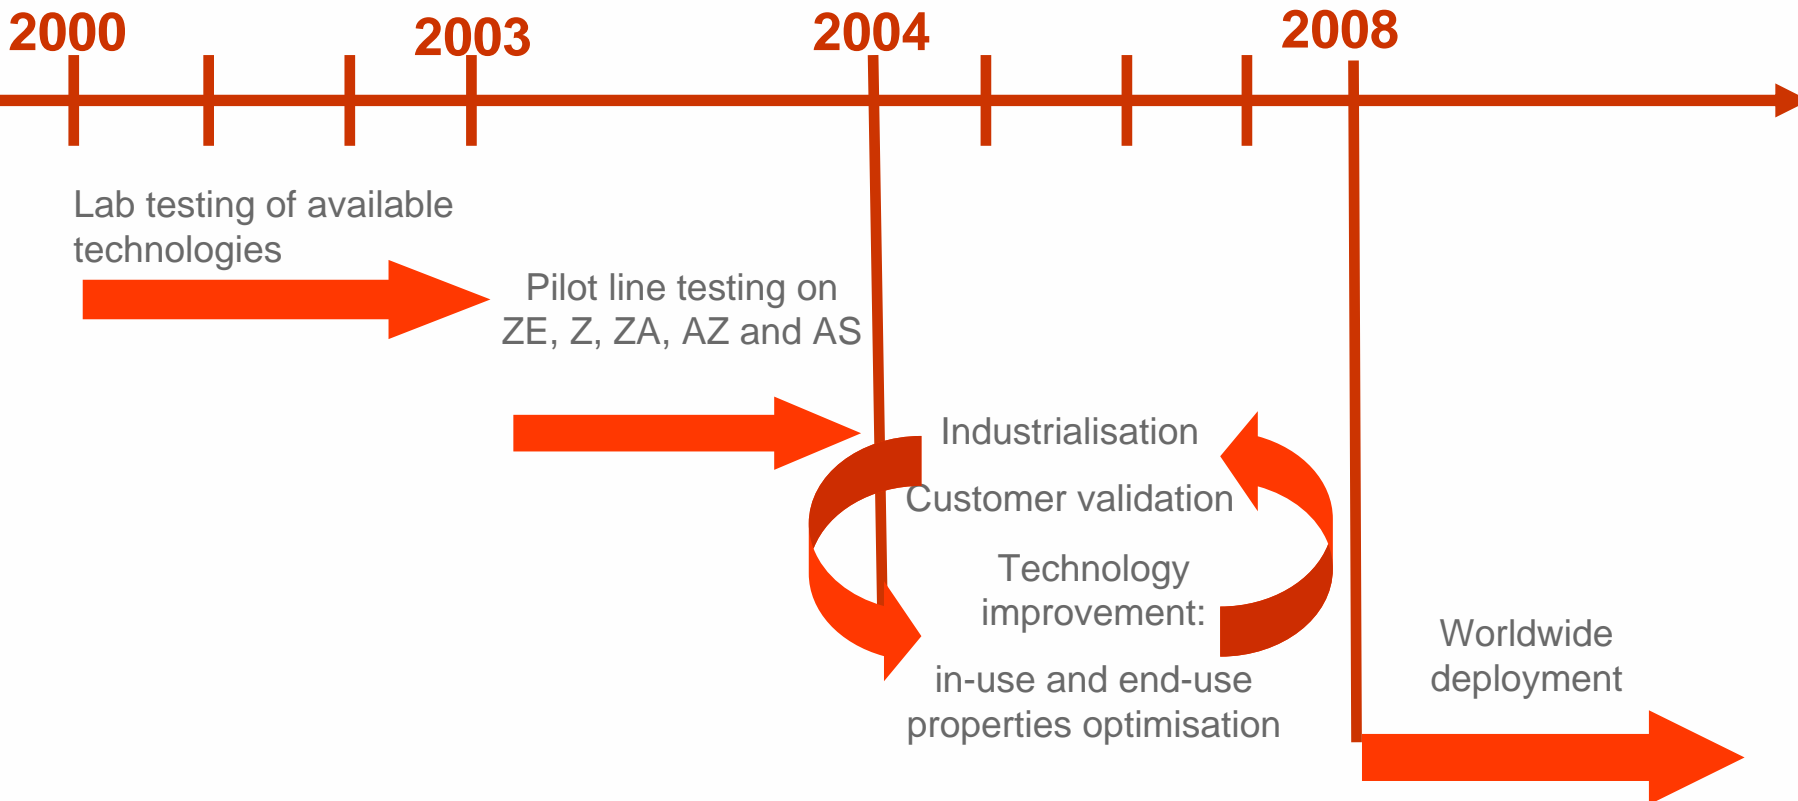 2000
2003
2004
2008
Lab testing of available
technologies
Pilot line testing on
ZE, Z, ZA, AZ and AS
Industrialisation
Customer validation
Technology
improvement:
in-use and end-use
properties optimisation
Worldwide
deployment